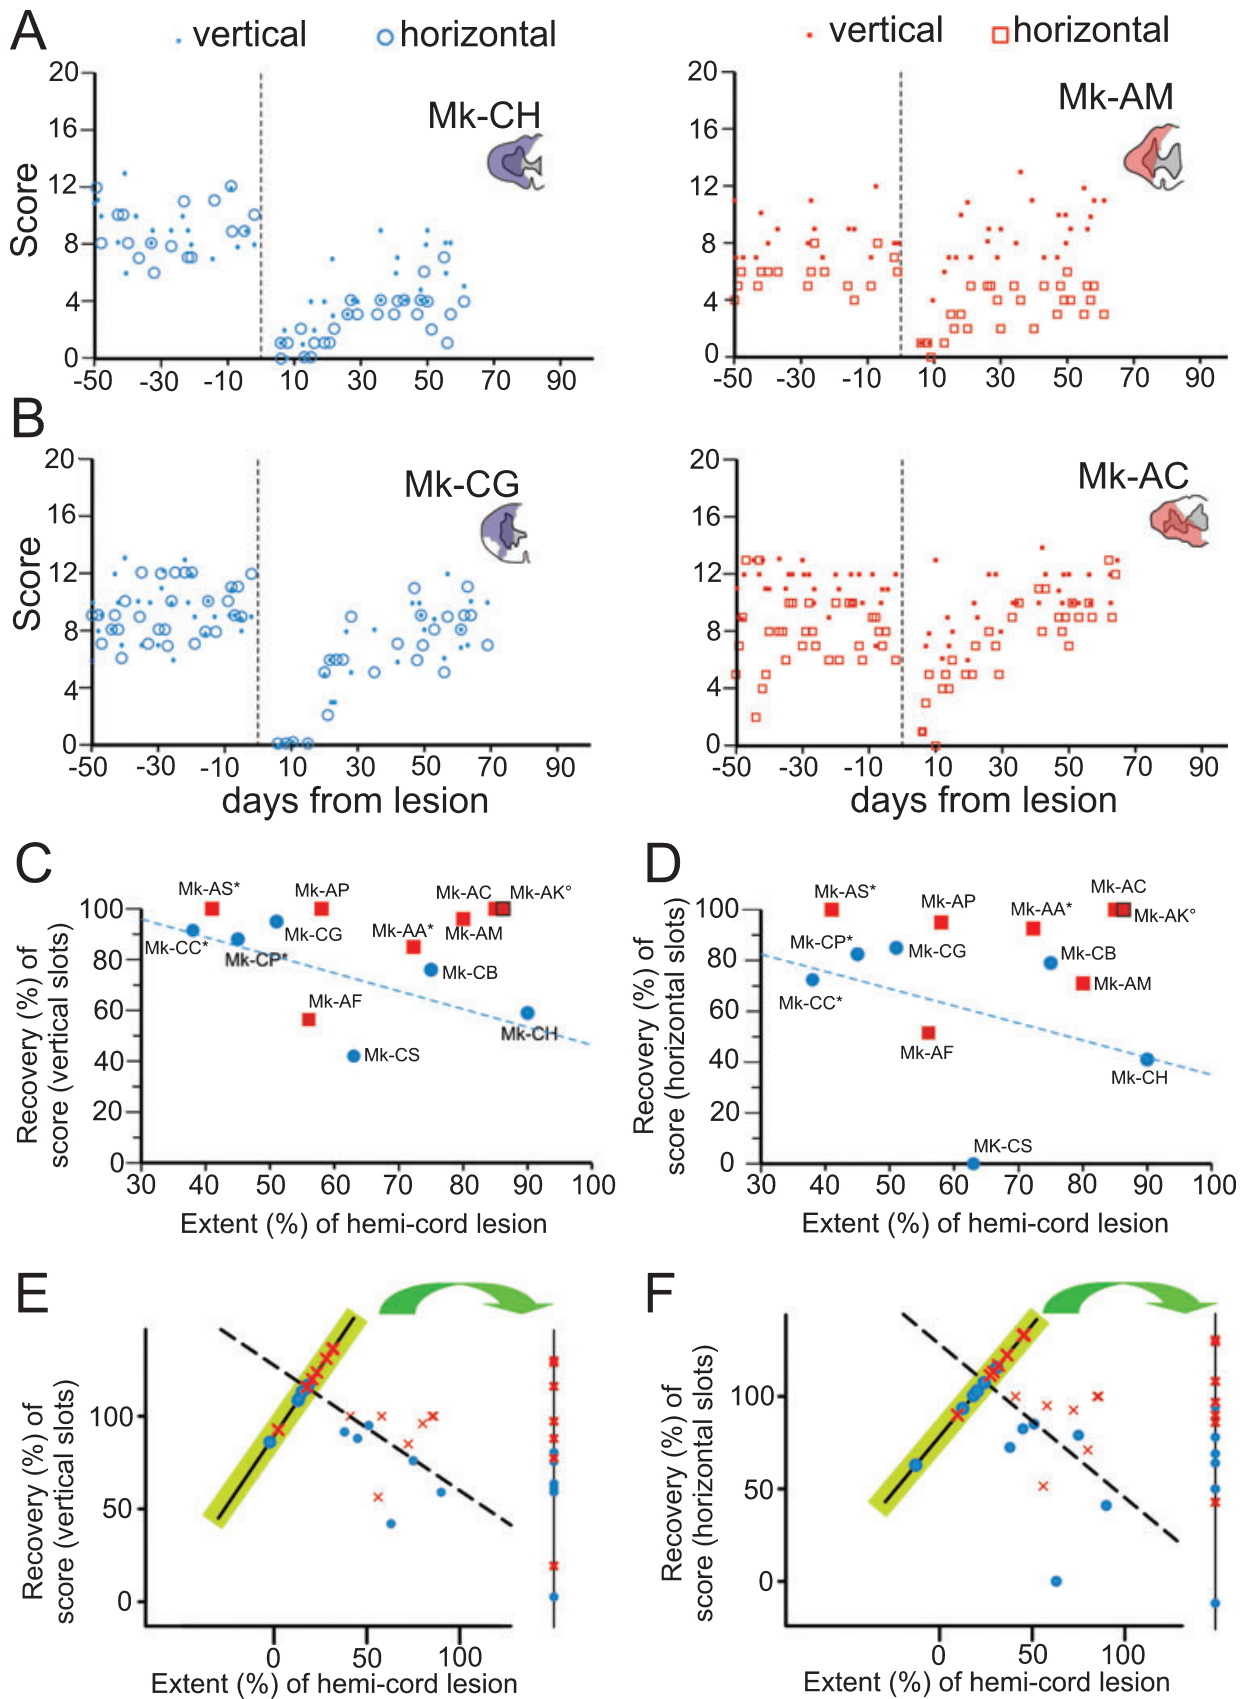 A
vertical
horizontal
vertical
horizontal
20
16
12
8
4
0
Score
Mk-CH
-50
-30
-10
10
30
50
70
90
20
16
12
8
4
0
Mk-AM
-50
-30
-10
10
30
50
70
90
B
20
16
12
8
4
0
Score
Mk-CG
-50
-30
-10
10
30
50
70
90
days from lesion
20
16
12
8
4
0
Mk-AC
-50
-30
-10
10
30
50
70
90
days from lesion
C
Recovery (%) of
score (vertical slots)
100
80
60
40
20
0
Mk-AS*
Mk-AP
Mk-AC
Mk-AK°
Mk-CC*
Mk-CP*
Mk-CG
Mk-AA*
Mk-AM
Mk-CB
Mk-AF
Mk-CS
Mk-CH
30
40
50
60
70
80
90
100
Extent (%) of hemi-cord lesion
D
Recovery (%) of
score (horizontal slots)
100
80
60
40
20
0
Mk-AS*
Mk-AP
Mk-AC
Mk-AK°
Mk-AA*
Mk-CP*
Mk-CG
Mk-CB
Mk-CC*
Mk-AM
Mk-AF
Mk-CH
MK-CS
30
40
50
60
70
80
90
100
Extent (%) of hemi-cord lesion
E
Recovery (%) of
score (vertical slots)
100
50
0
0
50
100
Extent (%) of hemi-cord lesion
F
Recovery (%) of
score (horizontal slots)
100
50
0
0
50
100
Extent (%) of hemi-cord lesion